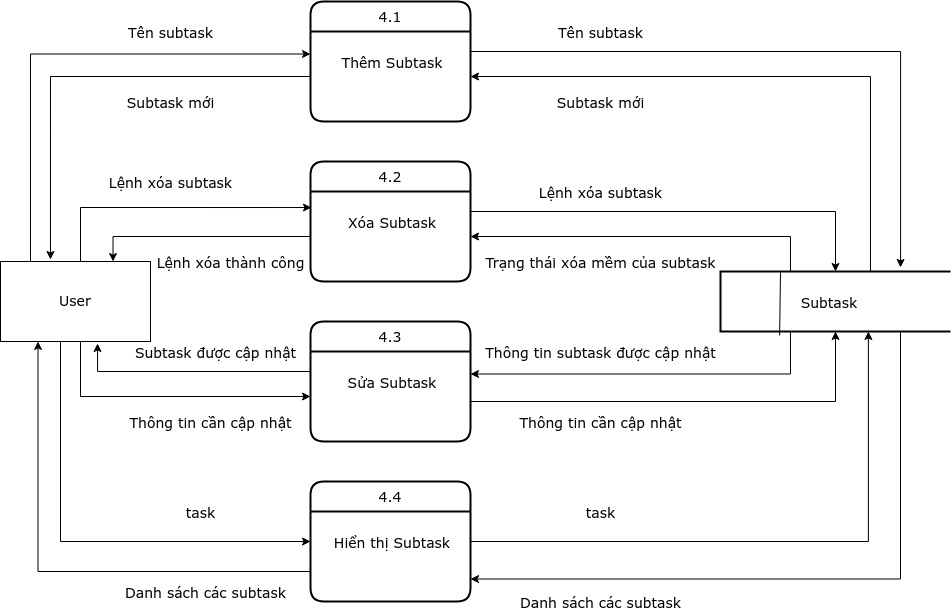 4.1
Tên subtask
Tên subtask
Thêm Subtask
Subtask mới
Subtask mới
4.2
Lệnh xóa subtask
Lệnh xóa subtask
Xóa Subtask
Lệnh xóa thành công
Trạng thái xóa mềm của subtask
User
Subtask
4.3
Subtask được cập nhật
Thông tin subtask được cập nhật
Sửa Subtask
Thông tin cần cập nhật
Thông tin cần cập nhật
4.4
task
task
Hiển thị Subtask
Danh sách các subtask
Danh sách các subtask